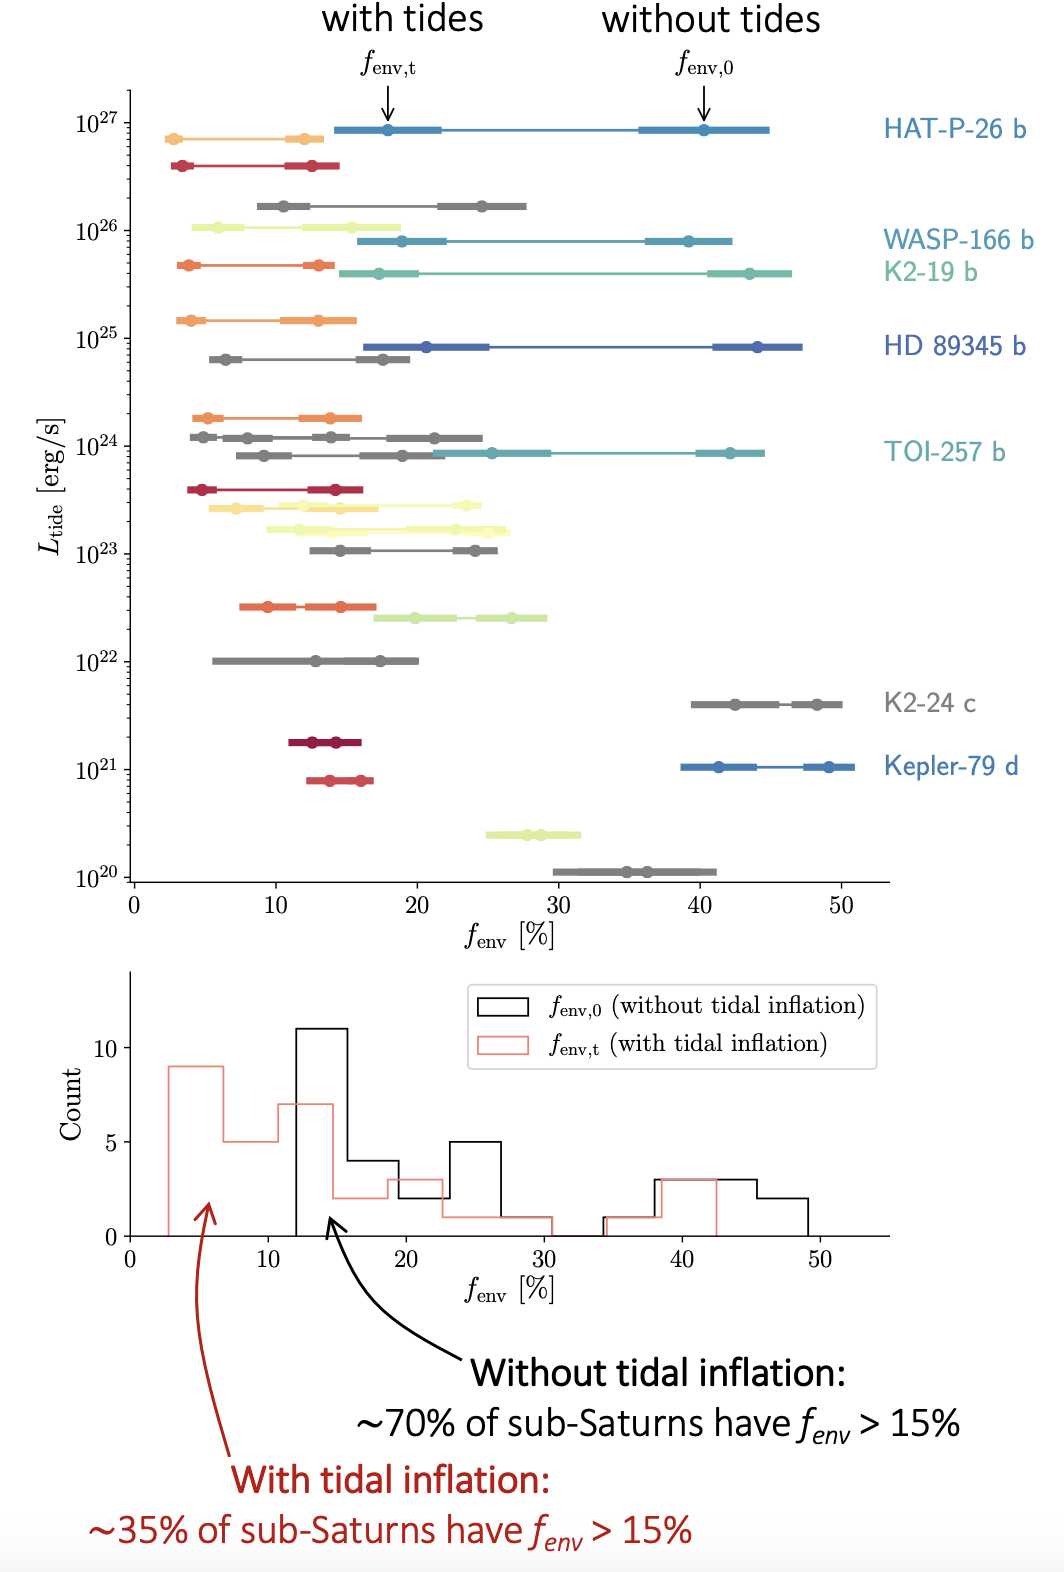 with tides without tides
f_env,t f_env,0
10^27
HAT-P-26 b
10^26
WASP-166 b
K2-19 b
10^25
HD 89345 b
10^24
TOI-257 b
L_tide [erg/s]
10^23
10^22
K2-24 c
10^21
Kepler-79 d
10^20
0 10 20 30 40 50
f_env [%]
f_env,0 (without tidal inflation)
f_env,t (with tidal inflation)
10
5
0
Count
0 10 20 30 40 50
f_env [%]
Without tidal inflation:
~70% of sub-Saturns have f_env > 15%
With tidal inflation:
~35% of sub-Saturns have f_env > 15%